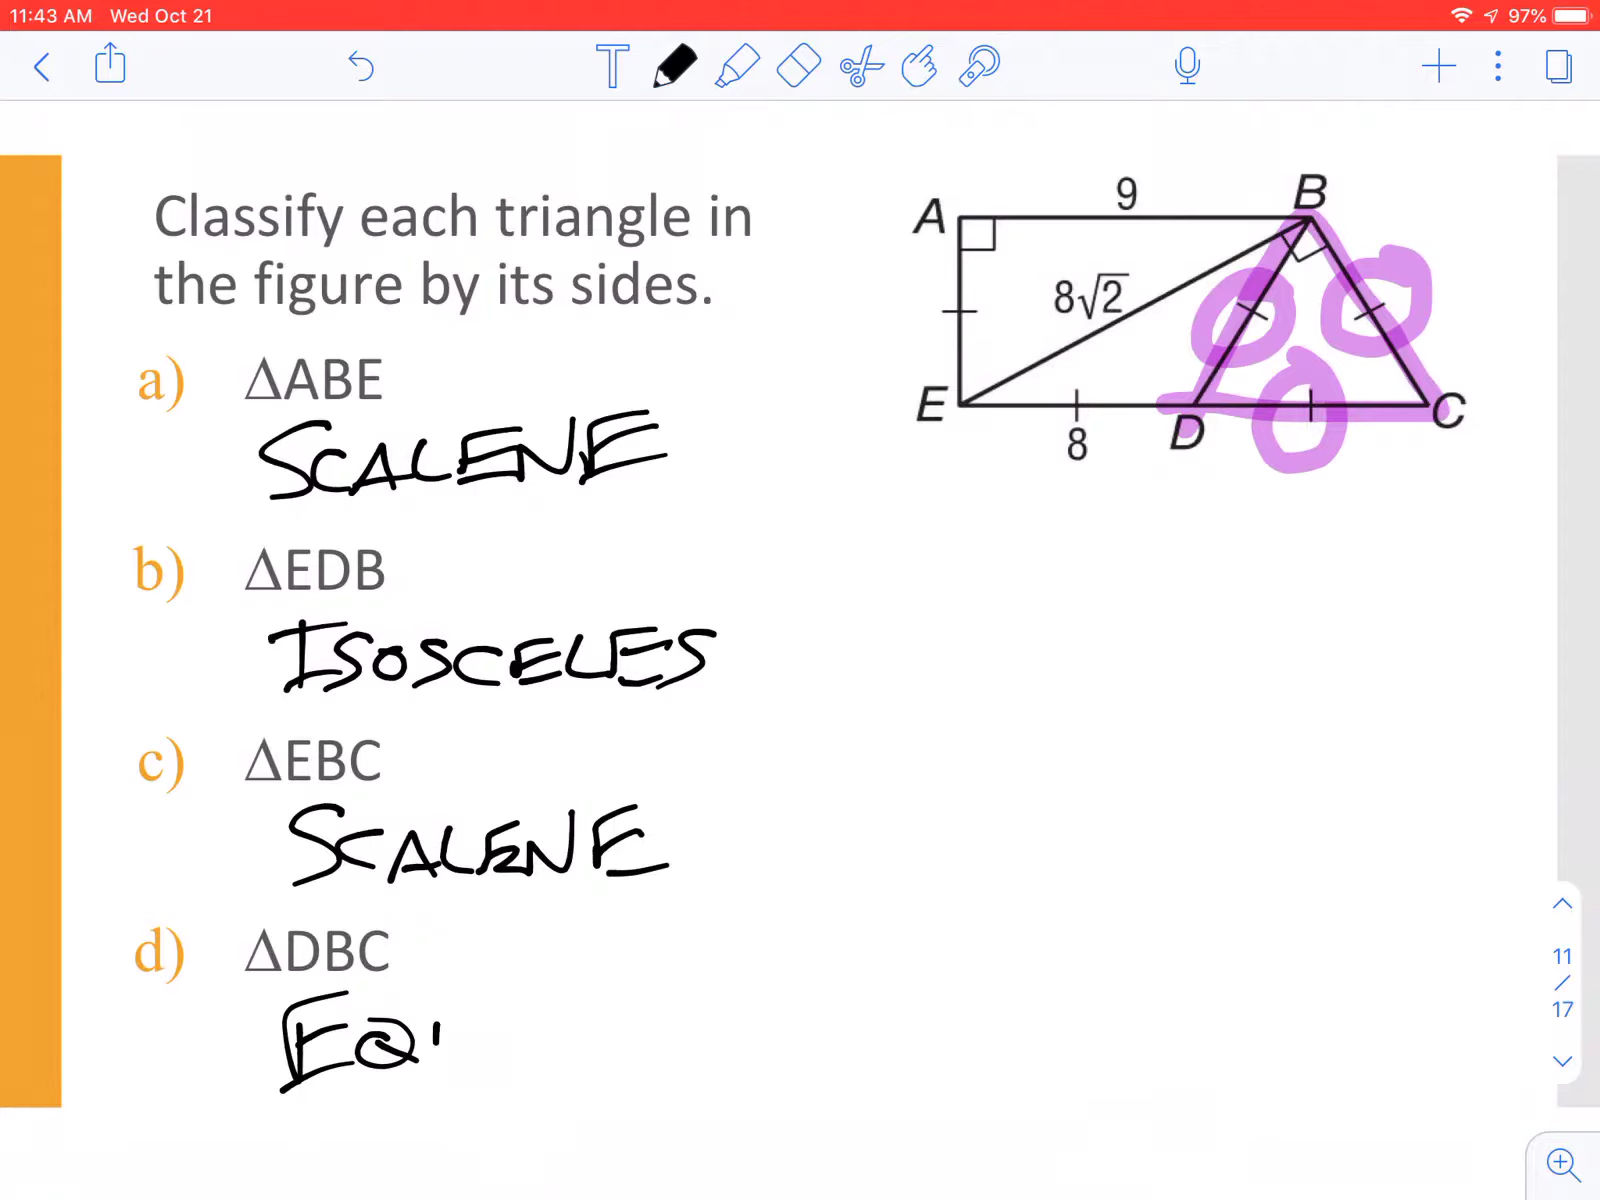 11:43 AM Wed Oct 21
97%
Classify each triangle in
the figure by its sides.
a) ΔABE
SCALENE
b) ΔEDB
ISOSCELES
c) ΔEBC
SCALENE
d) ΔDBC
EQ
A
9
B
8√2
E
8
D
C
T
11
/
17